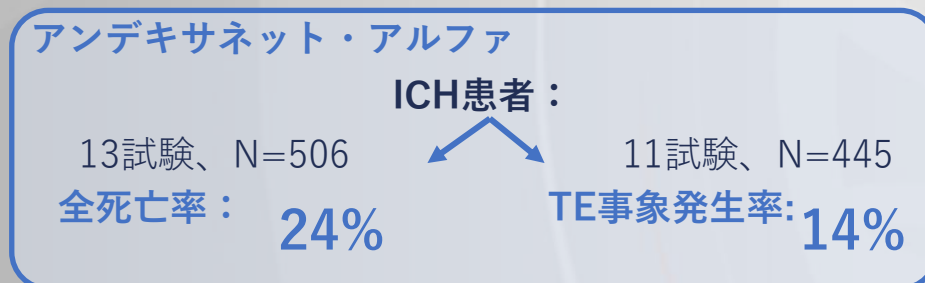 アンデキサネット・アルファ
ICH患者：
13試験、N=506
11試験、N=445
全死亡率：
24%
TE事象発生率:
14%